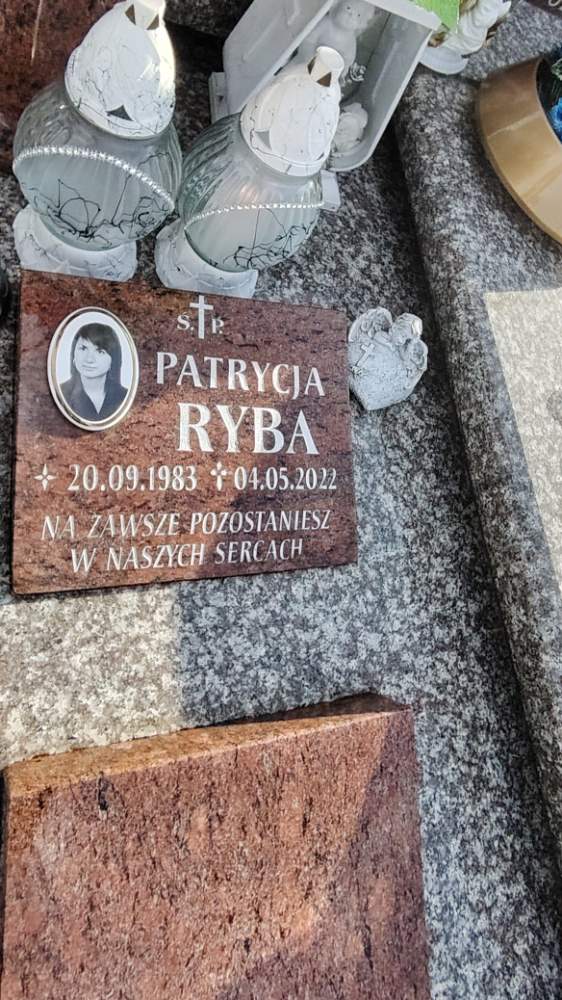 Ś. P.
PATRYCJA
RYBA
20.09.1983 04.05.2022
NA ZAWSZE POZOSTANIESZ
W NASZYCH SERCACH